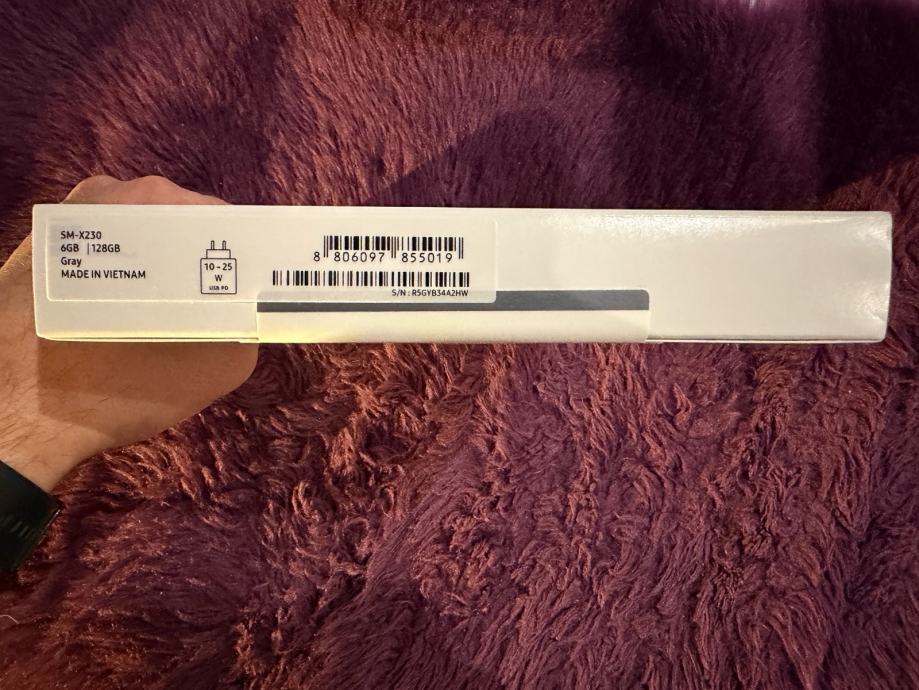 SM-X230
6GB | 128GB
Gray
MADE IN VIETNAM
10 - 25
W
USB PD
8 806097 855019
S/N : R5GYB34A2HW